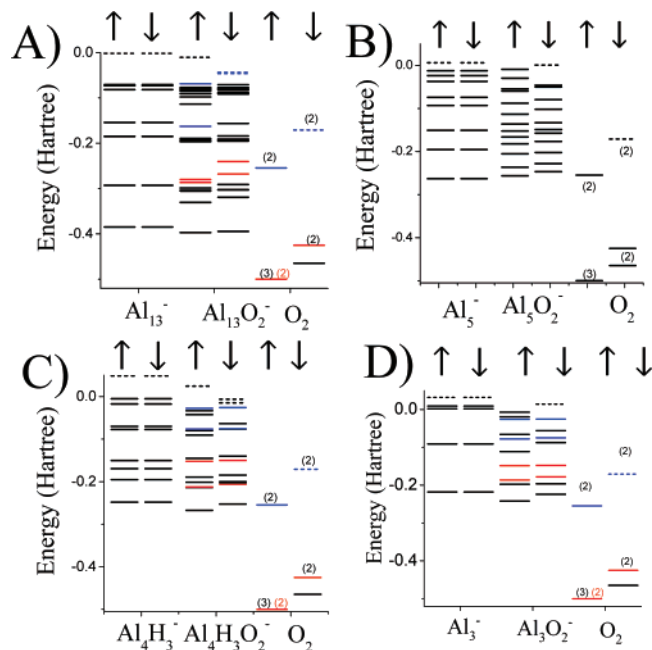 A) ↑ ↓ ↑ ↓ ↑ ↓
Energy (Hartree)
0.0
-0.2
-0.4
(2)
(2)
(2)
(3) (2)
Al₁₃⁻ Al₁₃O₂⁻ O₂
B) ↑ ↓ ↑ ↓ ↑ ↓
Energy (Hartree)
0.0
-0.2
-0.4
(2)
(2)
(2)
(3)
Al₅⁻ Al₅O₂⁻ O₂
C) ↑ ↓ ↑ ↓ ↑ ↓
Energy (Hartree)
0.0
-0.2
-0.4
(2)
(2)
(2)
(3) (2)
Al₄H₃⁻ Al₄H₃O₂⁻ O₂
D) ↑ ↓ ↑ ↓ ↑ ↓
Energy (Hartree)
0.0
-0.2
-0.4
(2)
(2)
(2)
(3) (2)
Al₃⁻ Al₃O₂⁻ O₂